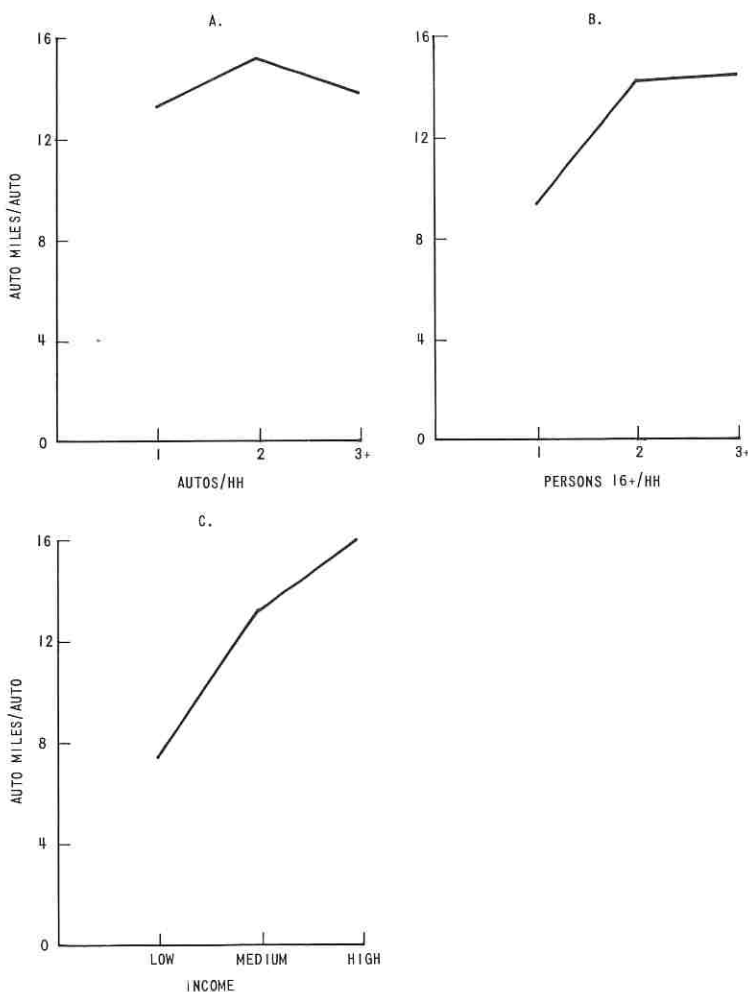 A.
16
12
8
4
0
AUTO MILES/AUTO
1 2 3+
AUTOS/HH
B.
16
12
8
4
0
1 2 3+
PERSONS 16+/HH
C.
16
12
8
4
0
AUTO MILES/AUTO
LOW MEDIUM HIGH
INCOME